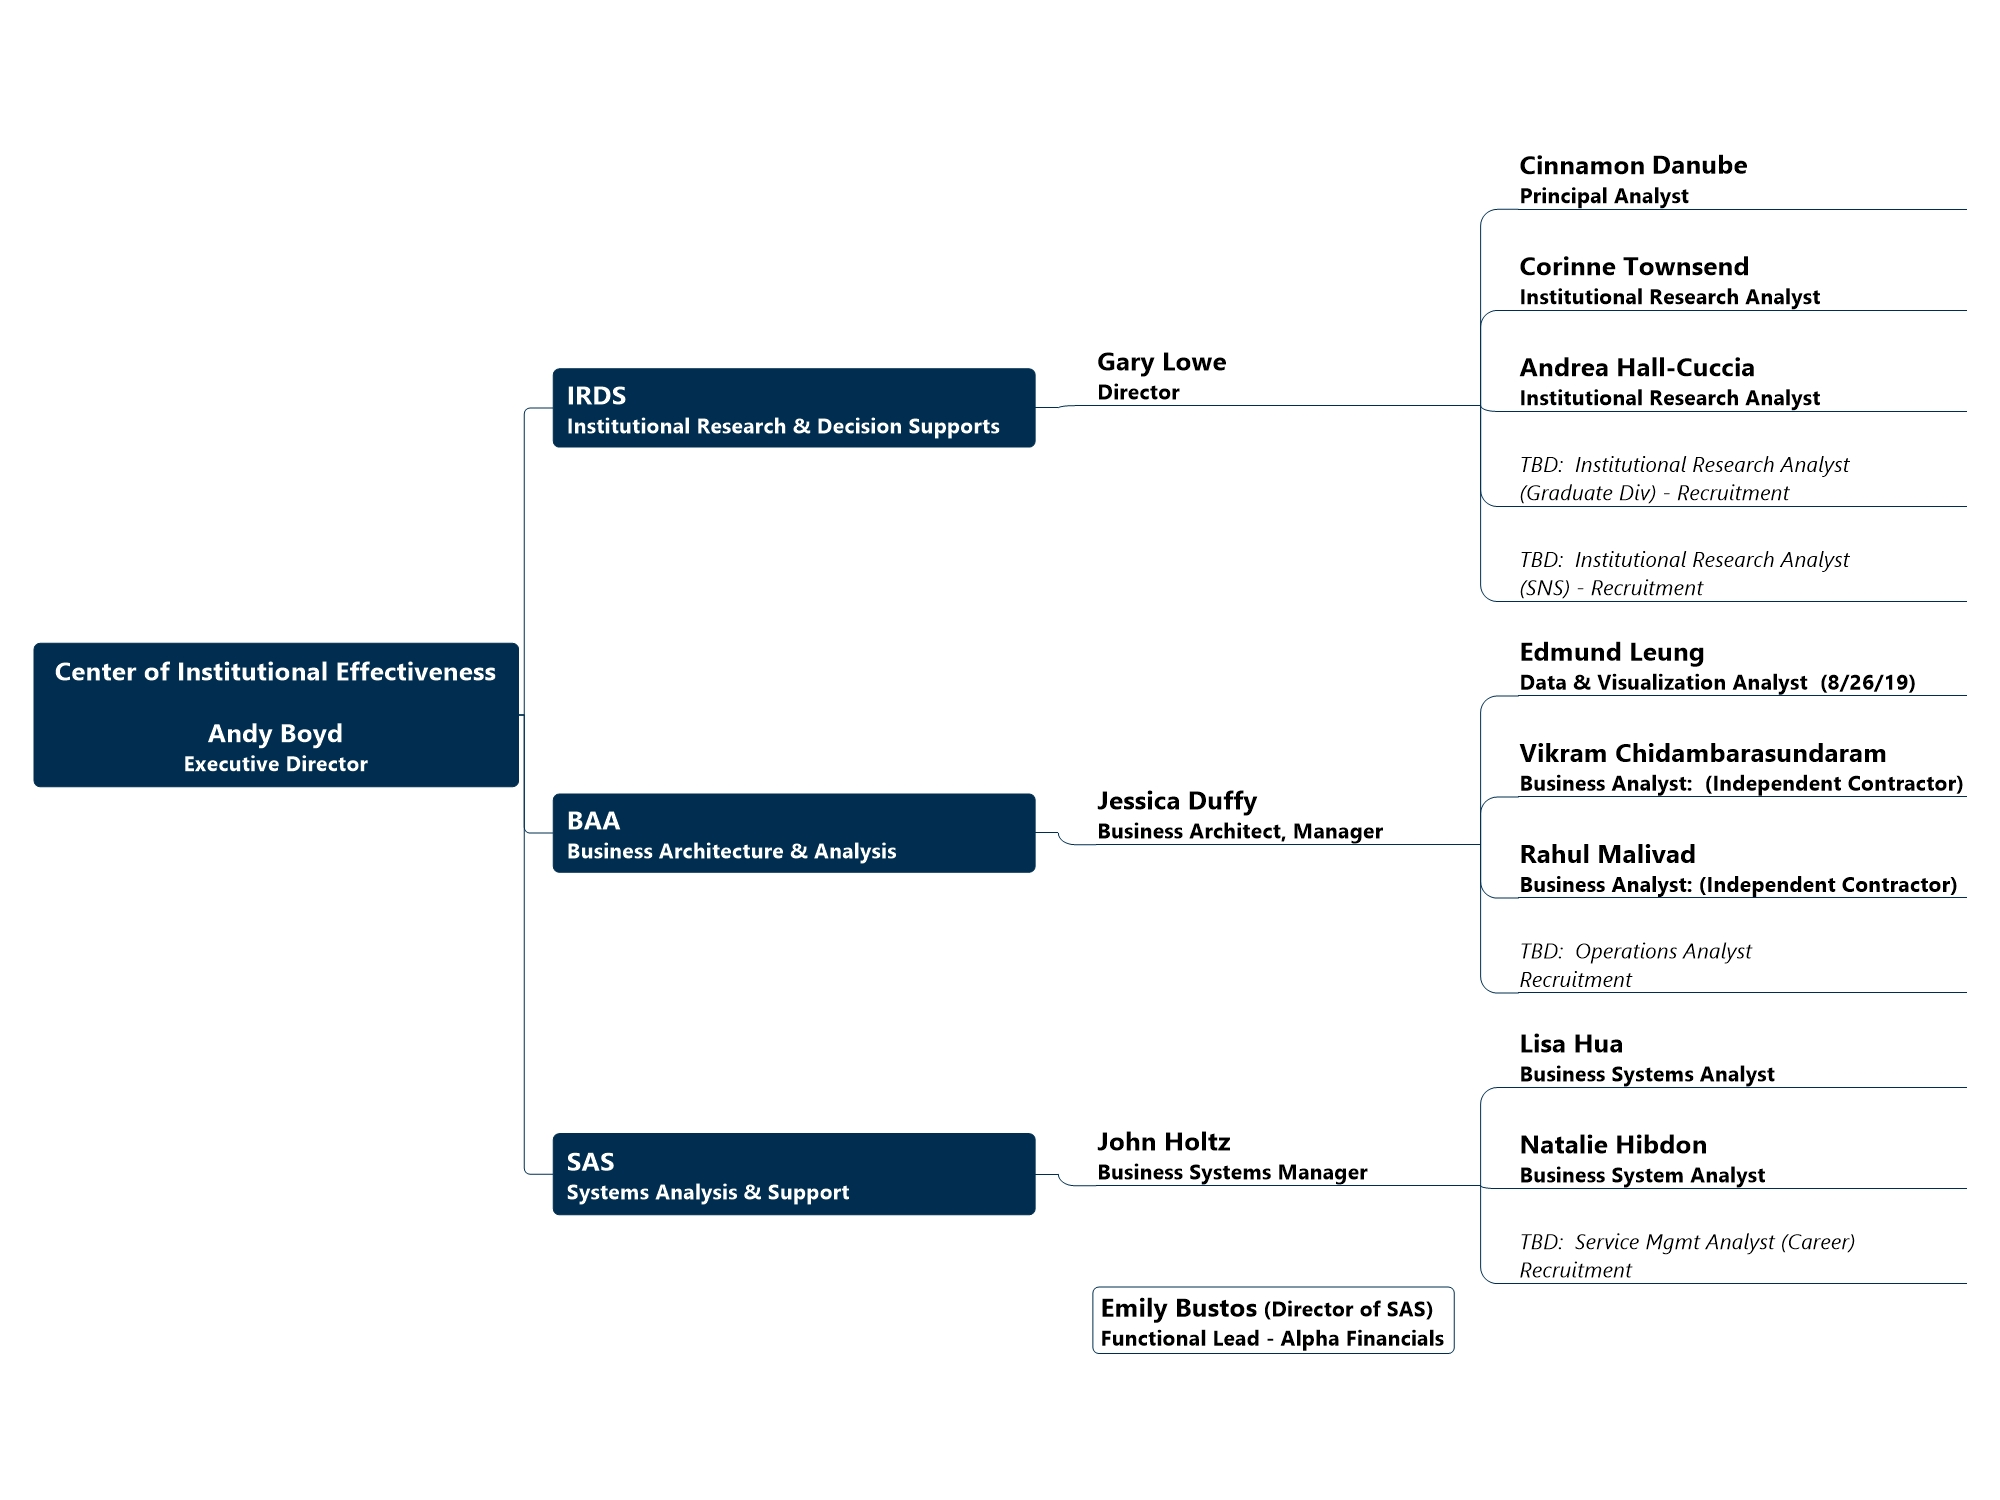 Center of Institutional Effectiveness
Andy Boyd
Executive Director
IRDS
Institutional Research & Decision Supports
Gary Lowe
Director
Cinnamon Danube
Principal Analyst
Corinne Townsend
Institutional Research Analyst
Andrea Hall-Cuccia
Institutional Research Analyst
TBD:  Institutional Research Analyst
(Graduate Div) - Recruitment
TBD:  Institutional Research Analyst
(SNS) - Recruitment
BAA
Business Architecture & Analysis
Jessica Duffy
Business Architect, Manager
Edmund Leung
Data & Visualization Analyst  (8/26/19)
Vikram Chidambarasundaram
Business Analyst:  (Independent Contractor)
Rahul Malivad
Business Analyst: (Independent Contractor)
TBD:  Operations Analyst
Recruitment
SAS
Systems Analysis & Support
John Holtz
Business Systems Manager
Lisa Hua
Business Systems Analyst
Natalie Hibdon
Business System Analyst
TBD:  Service Mgmt Analyst (Career)
Recruitment
Emily Bustos (Director of SAS)
Functional Lead - Alpha Financials